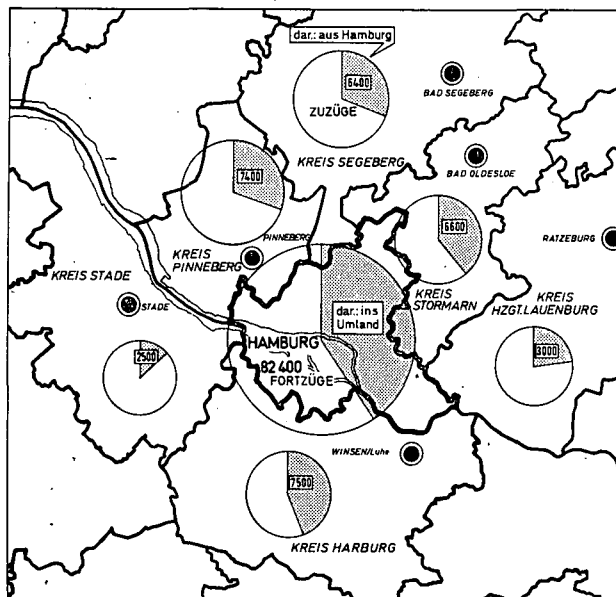 dar.: aus Hamburg
6400
ZUZÜGE
KREIS SEGEBERG
BAD SEGEBERG
BAD OLDESLOE
7400
PINNEBERG
KREIS
PINNEBERG
6600
KREIS
STORMARN
RATZEBURG
KREIS
HZGT. LAUENBURG
3000
KREIS STADE
STADE
2500
dar.: ins
Umland
HAMBURG
82 400
FORTZÜGE
WINSEN/Luhe
7500
KREIS HARBURG